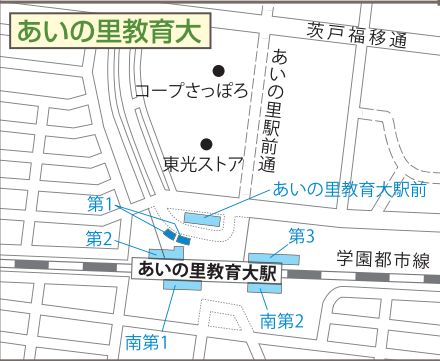 あいの里教育大
茨戸福移通
コープさっぽろ
あいの里駅前通
東光ストア
あいの里教育大駅前
第1
第2
第3
学園都市線
あいの里教育大駅
南第1
南第2